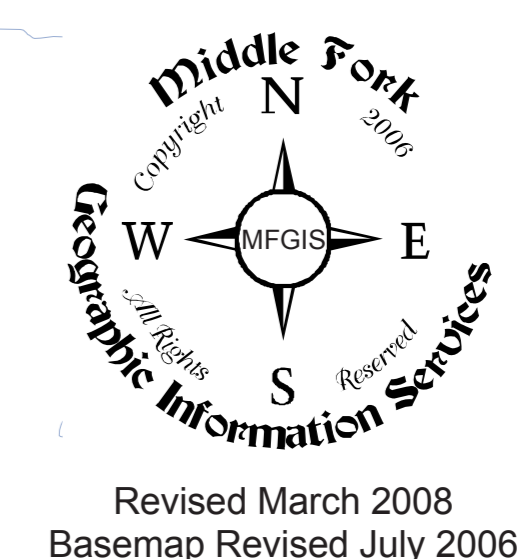 Middle Fork
Copyright 2006
N
W MFGIS E
S
All Rights Reserved
Geographic Information Services
Revised March 2008
Basemap Revised July 2006